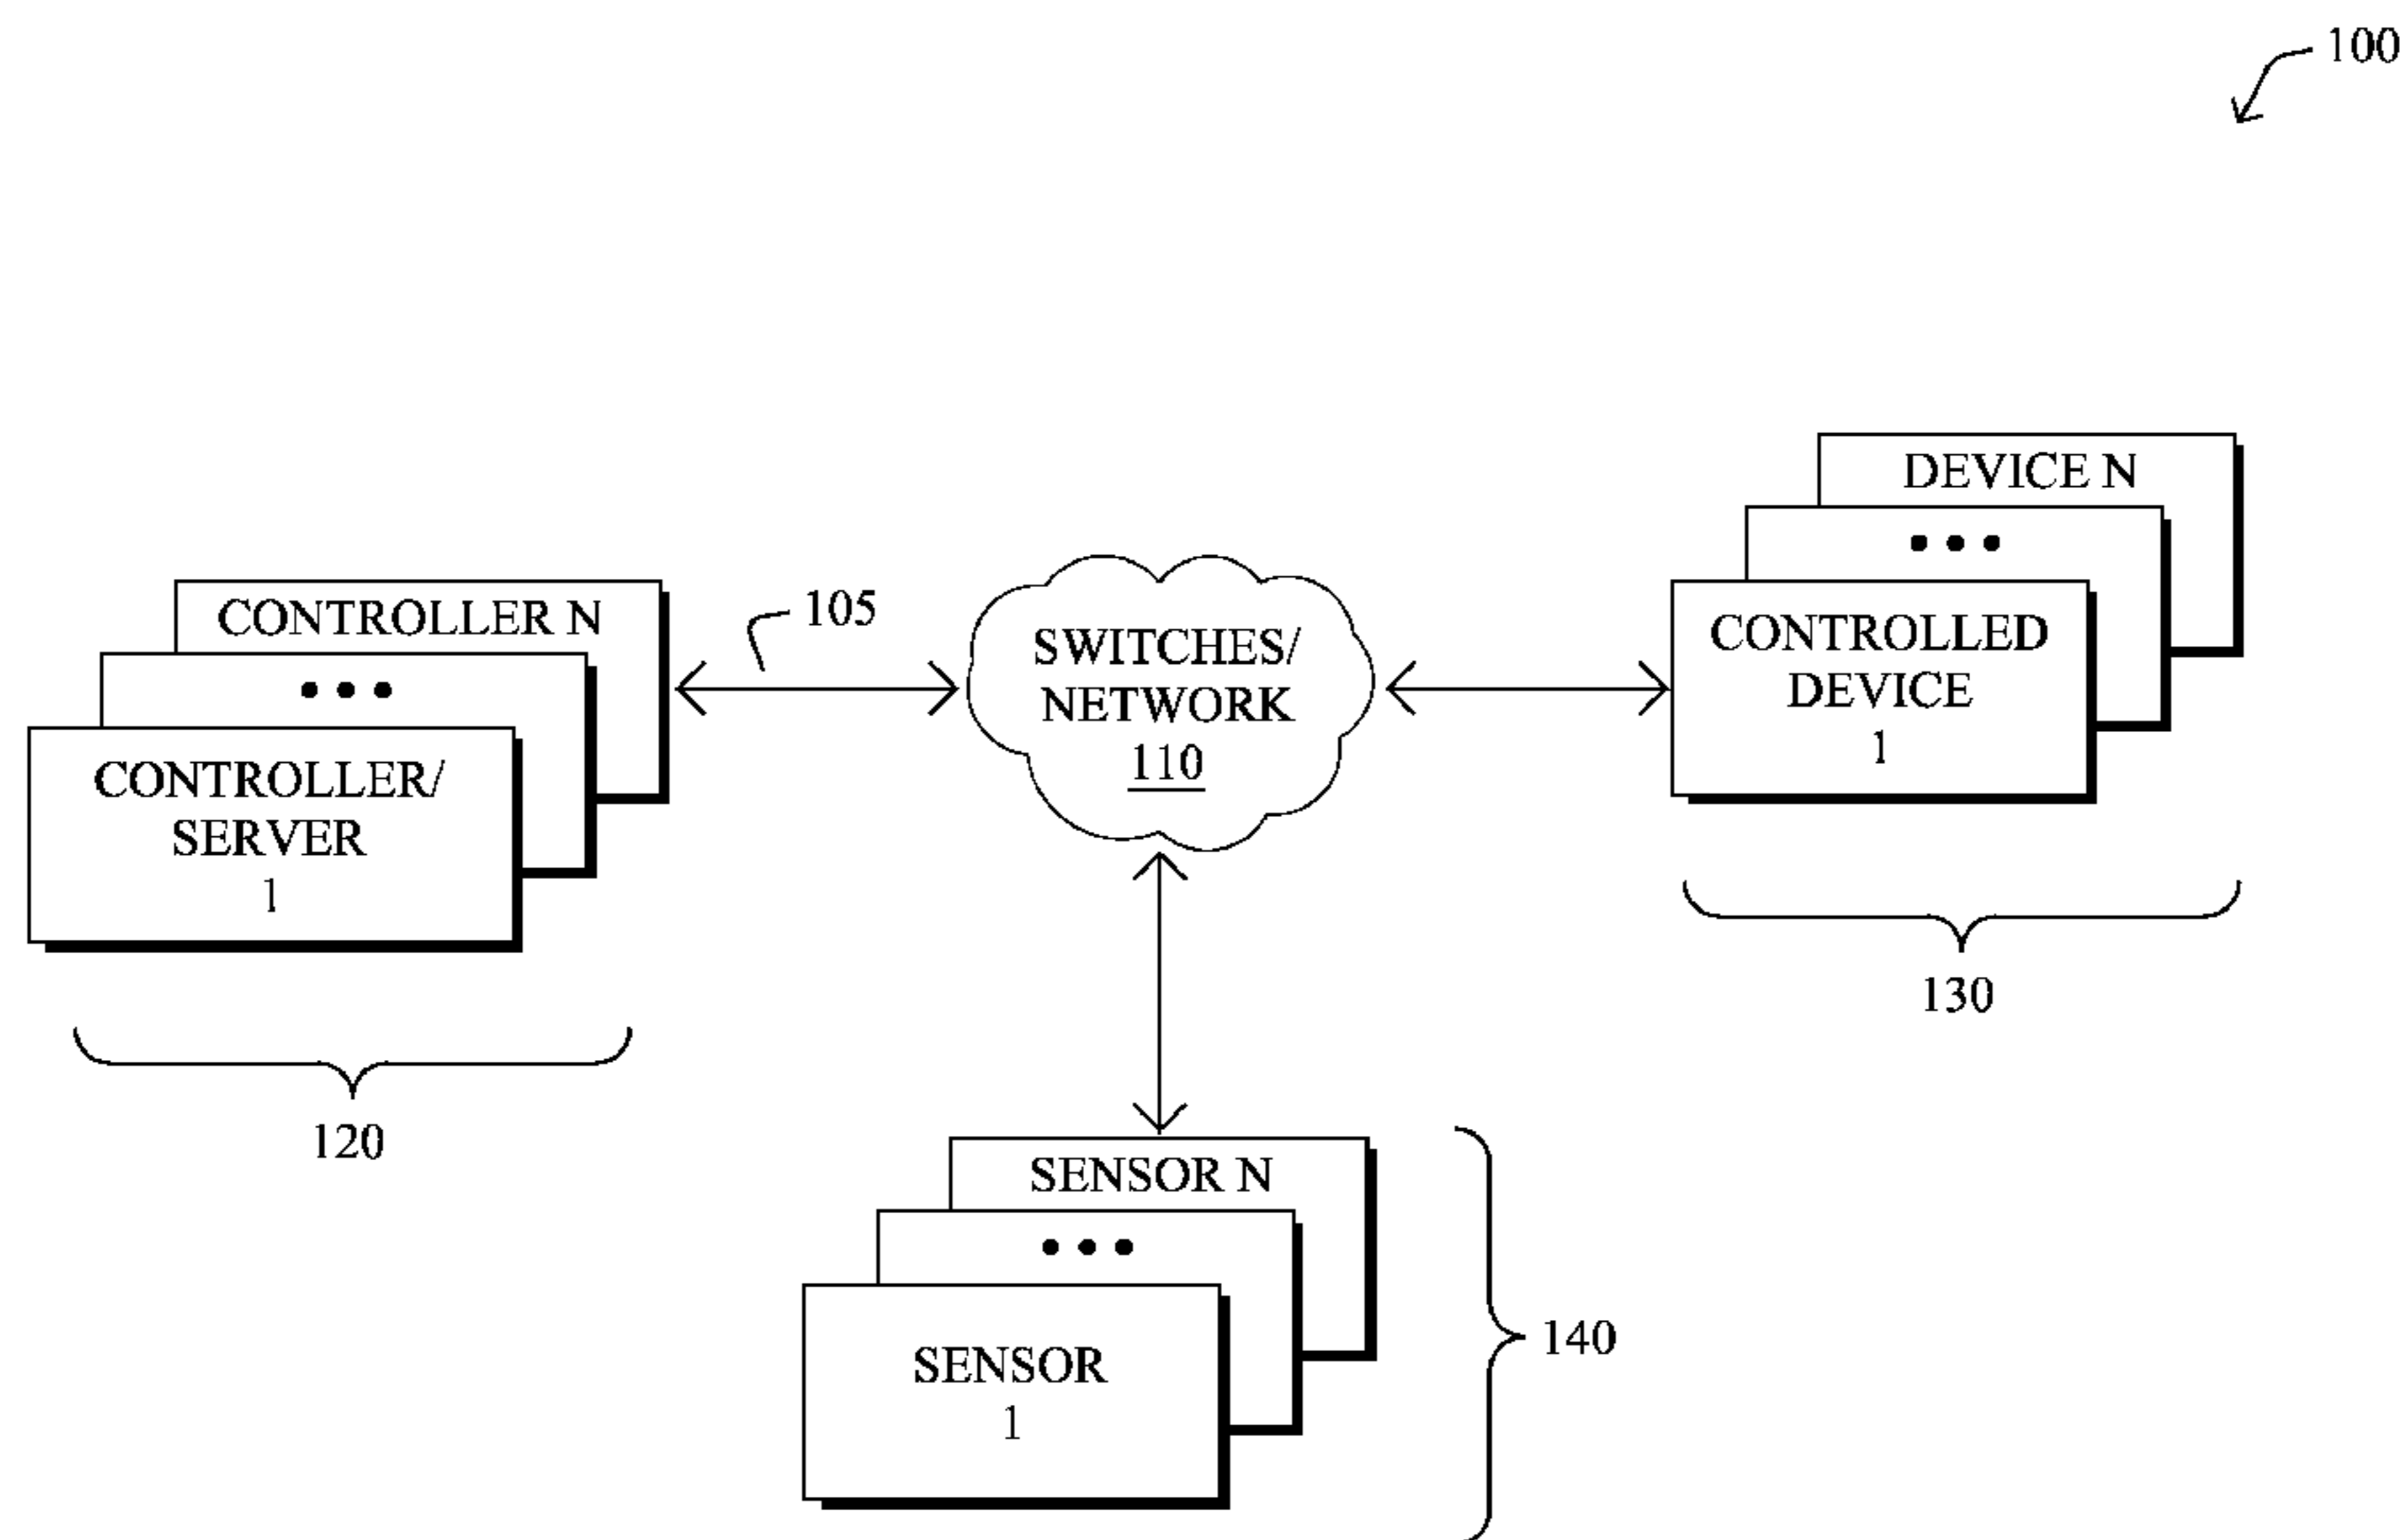 100
DEVICE N
• • •
CONTROLLED
DEVICE
1
130
CONTROLLER N
• • •
CONTROLLER/
SERVER
1
120
105
SWITCHES/
NETWORK
110
SENSOR N
• • •
SENSOR
1
140